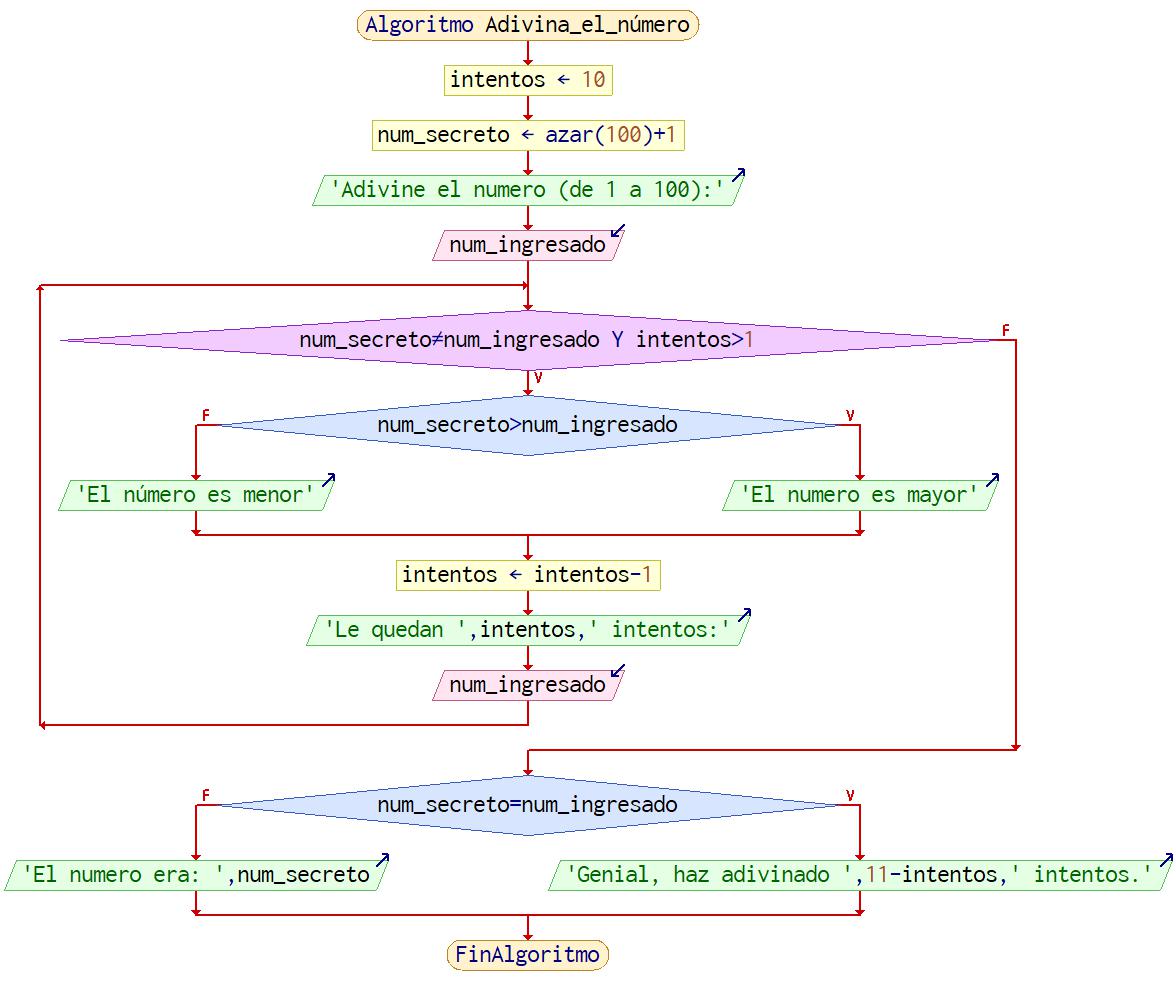 Algoritmo Adivina_el_número
intentos ← 10
num_secreto ← azar(100)+1
'Adivine el numero (de 1 a 100):'
num_ingresado
num_secreto≠num_ingresado Y intentos>1
F
V
num_secreto>num_ingresado
F
V
'El número es menor'
'El numero es mayor'
intentos ← intentos-1
'Le quedan ',intentos,' intentos:'
num_ingresado
num_secreto=num_ingresado
F
V
'El numero era: ',num_secreto
'Genial, haz adivinado ',11-intentos,' intentos.'
FinAlgoritmo